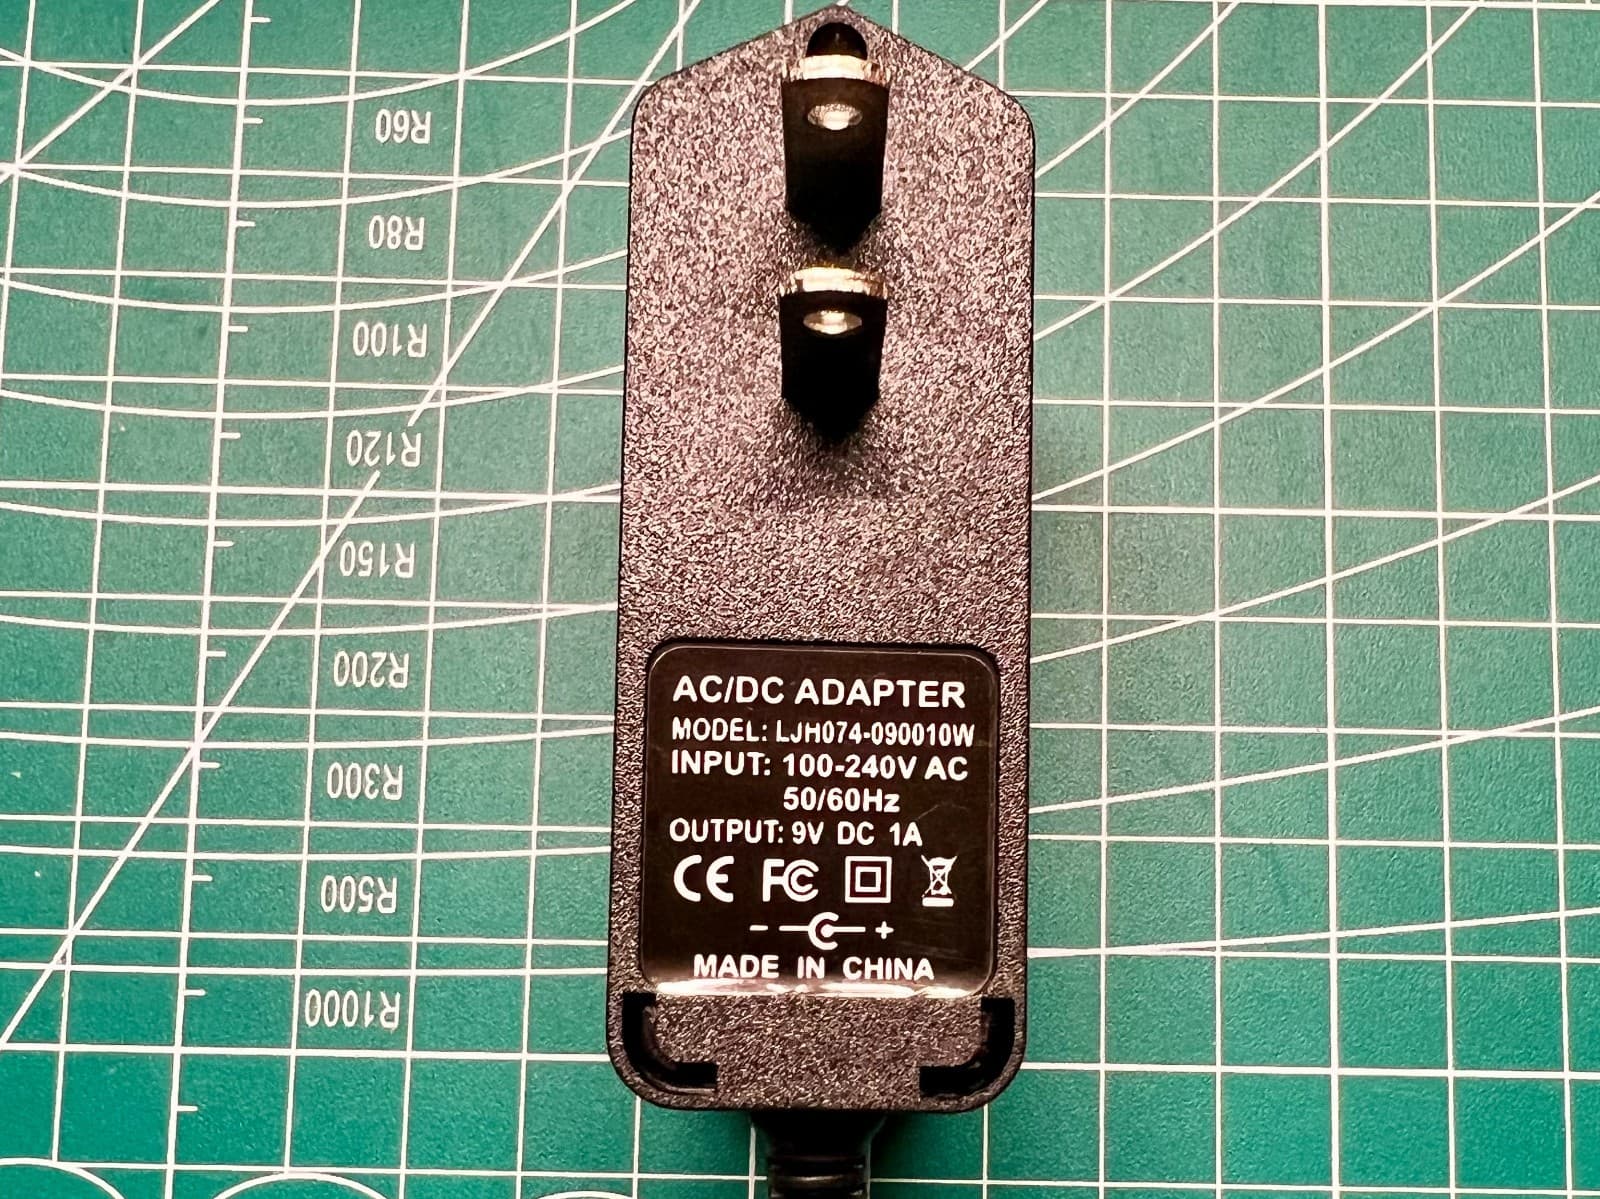 AC/DC ADAPTER
MODEL: LJH074-090010W
INPUT: 100-240V AC
50/60Hz
OUTPUT: 9V DC 1A
CE FC
- +
MADE IN CHINA
R60
R80
R100
R120
R150
R200
R300
R500
R1000